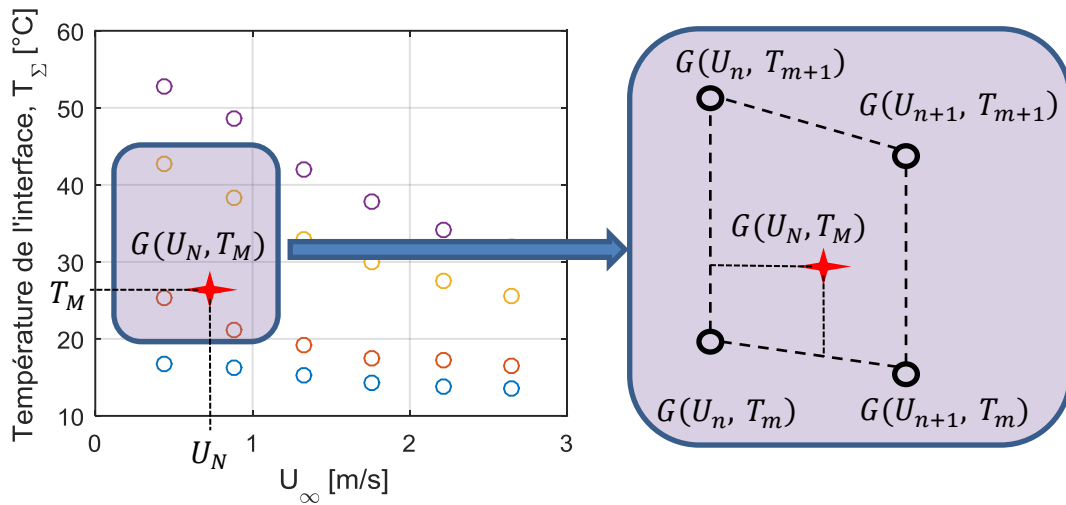 Température de l'interface, T_Σ [°C]
60
50
40
30
20
10
0
1
2
3
U_∞ [m/s]
G(U_N, T_M)
T_M
U_N
G(U_n, T_{m+1})
G(U_{n+1}, T_{m+1})
G(U_N, T_M)
G(U_n, T_m)
G(U_{n+1}, T_m)